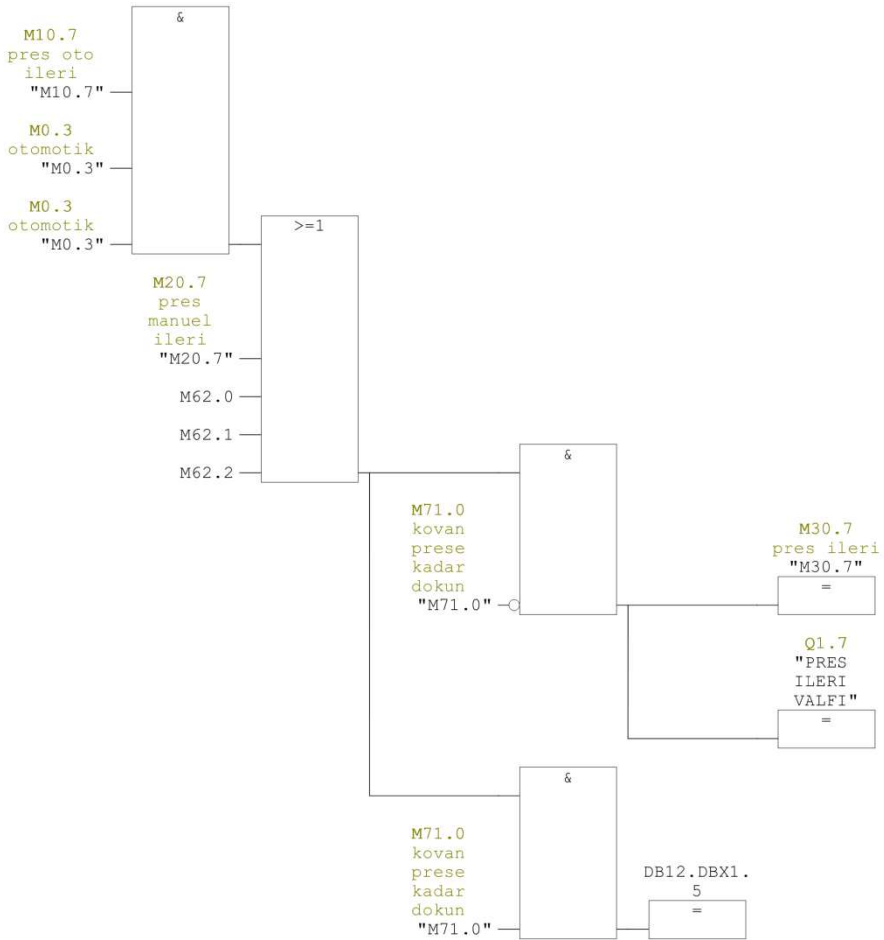 &
M10.7
pres oto
ileri
"M10.7"
M0.3
otomotik
"M0.3"
M0.3
otomotik
"M0.3"
>=1
M20.7
pres
manuel
ileri
"M20.7"
M62.0
M62.1
M62.2
&
M71.0
kovan
prese
kadar
dokun
"M71.0"
M30.7
pres ileri
"M30.7"
=
Q1.7
"PRES
ILERI
VALFI"
=
&
M71.0
kovan
prese
kadar
dokun
"M71.0"
DB12.DBX1.
5
=